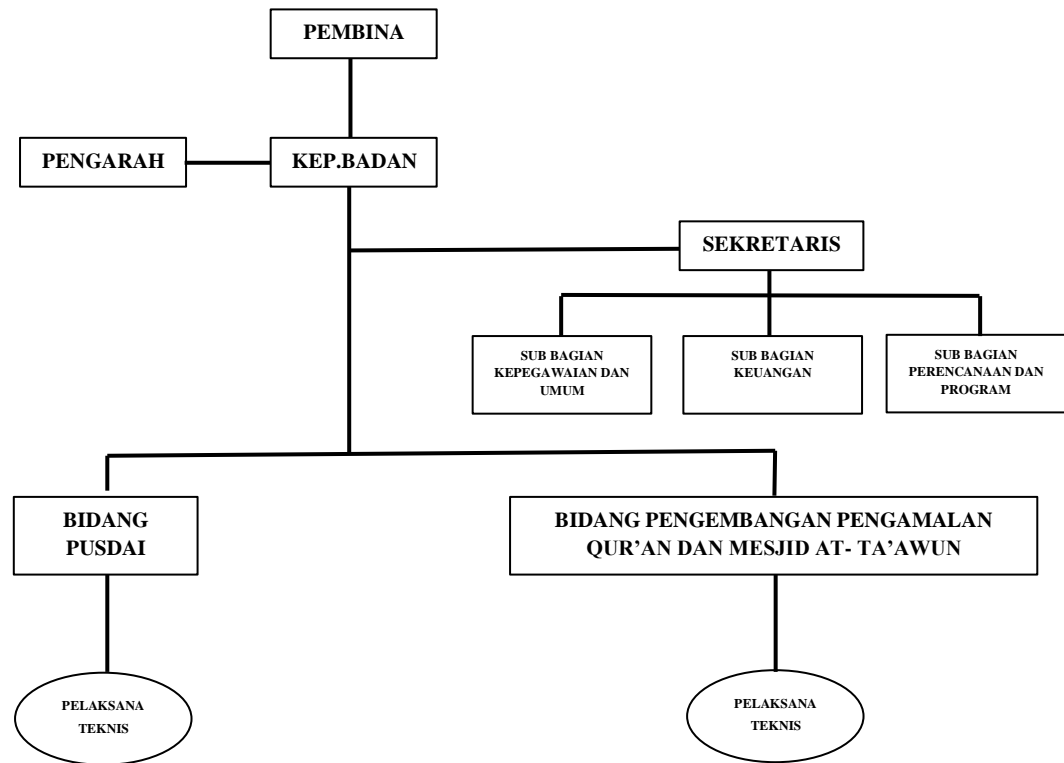 PEMBINA
PENGARAH
KEP.BADAN
SEKRETARIS
SUB BAGIAN
KEPEGAWAIAN DAN
UMUM
SUB BAGIAN
KEUANGAN
SUB BAGIAN
PERENCANAAN DAN
PROGRAM
BIDANG
PUSDAI
BIDANG PENGEMBANGAN PENGAMALAN
QUR’AN DAN MESJID AT- TA’AWUN
PELAKSANA
TEKNIS
PELAKSANA
TEKNIS